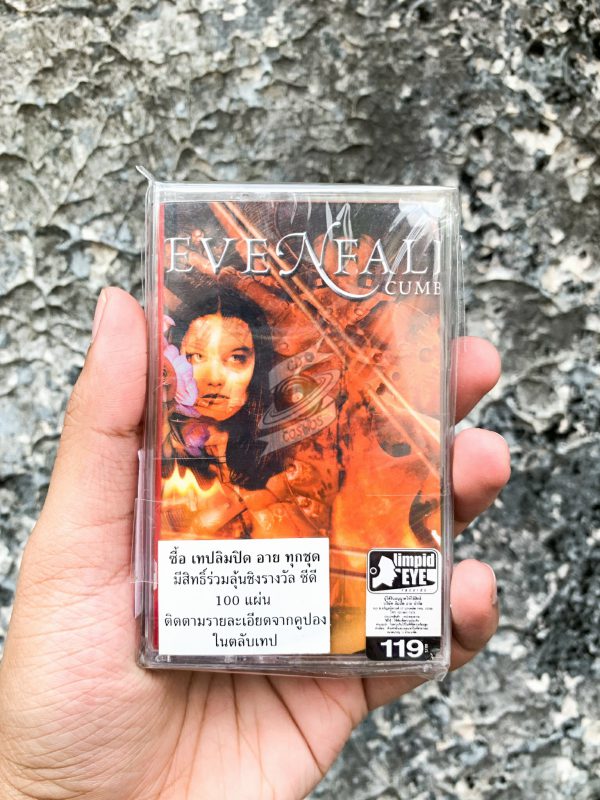 EVENFALL
CUMB
CD
COSMOS
ซื้อ เทปลิมปิด อาย ทุกชุด
มีสิทธิ์ร่วมลุ้นชิงรางวัล ซีดี
100 แผ่น
ติดตามรายละเอียดจากคูปอง
ในตลับเทป
limpid
EYE
records
119